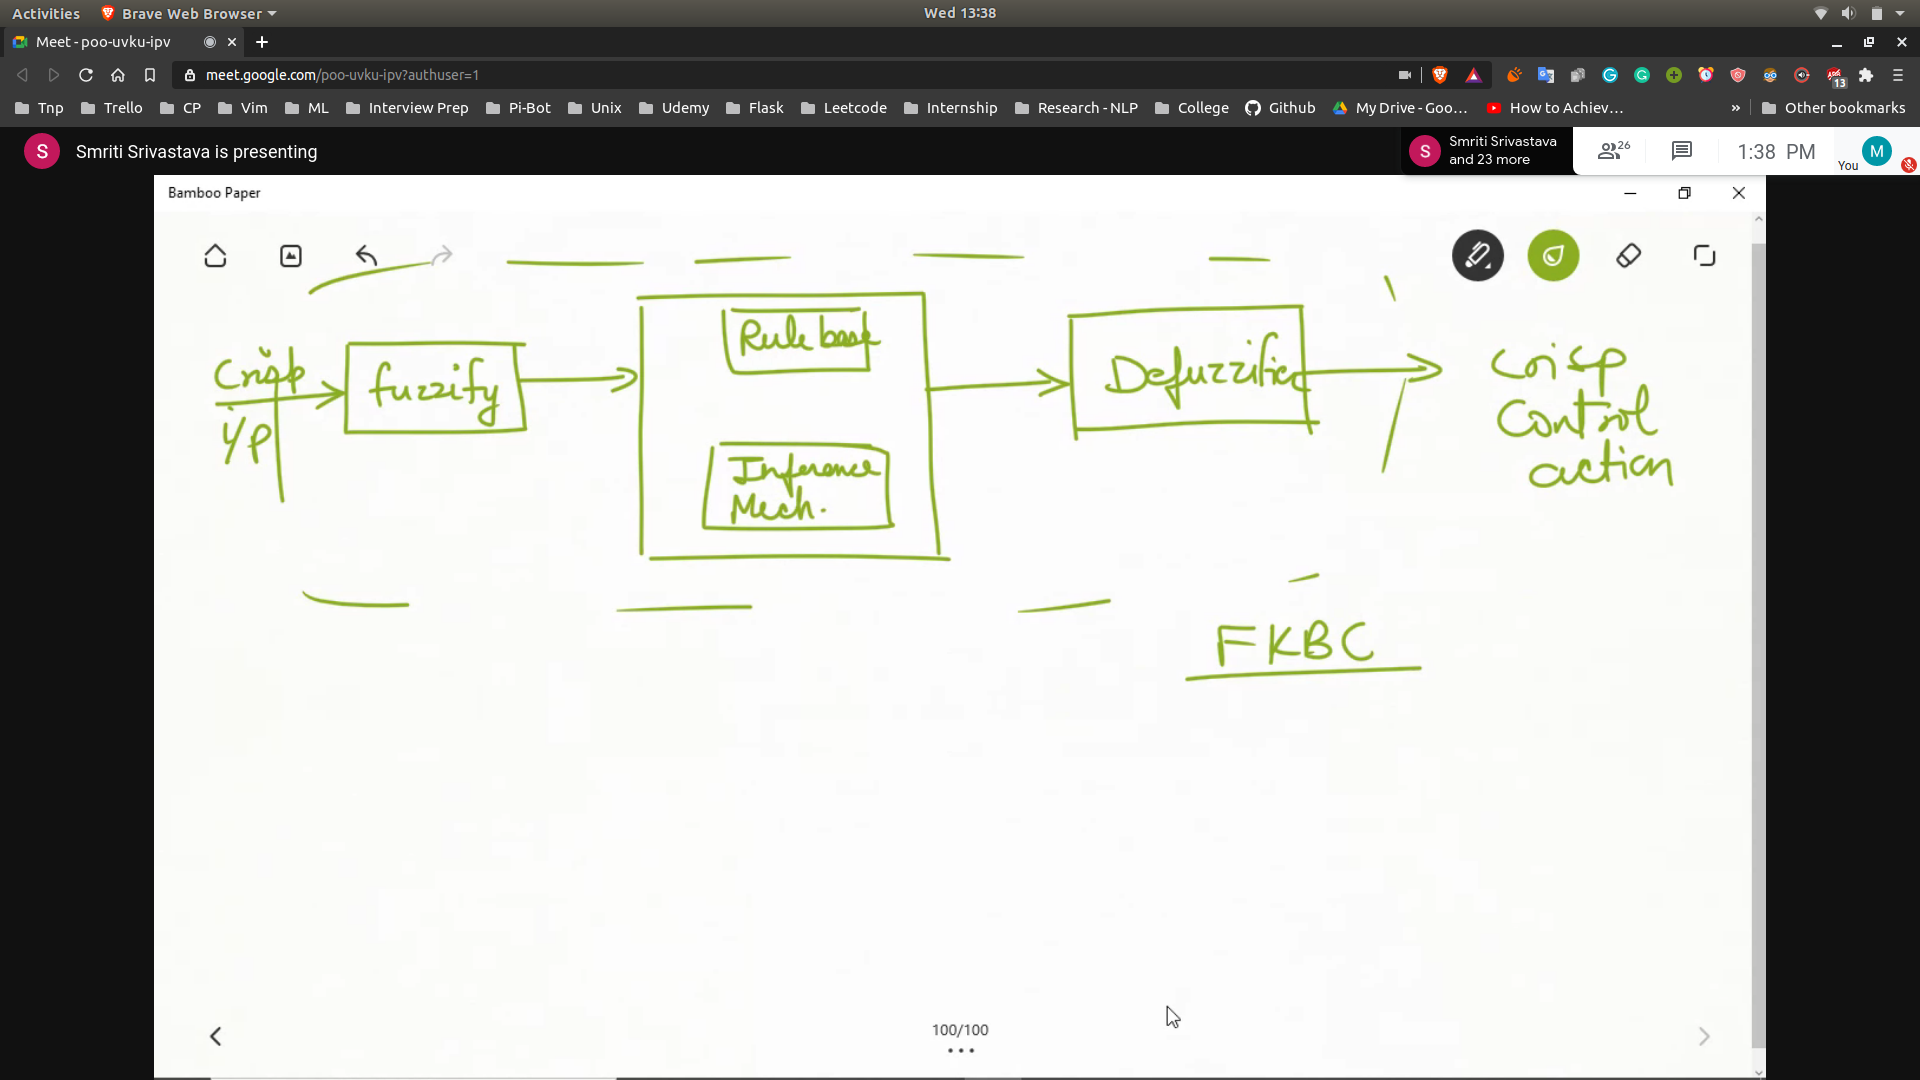 Activities
Brave Web Browser
Wed 13:38
Meet - poo-uvku-ipv
meet.google.com/poo-uvku-ipv?authuser=1
13
Tnp
Trello
CP
Vim
ML
Interview Prep
Pi-Bot
Unix
Udemy
Flask
Leetcode
Internship
Research - NLP
College
Github
My Drive - Goo…
How to Achiev…
»
Other bookmarks
S
Smriti Srivastava is presenting
S
Smriti Srivastava
and 23 more
26
1:38 PM
You
M
Bamboo Paper
Crisp
i/p
fuzzify
Rule base
Inference
Mech.
Defuzzifier
Crisp
Control
action
FKBC
100/100